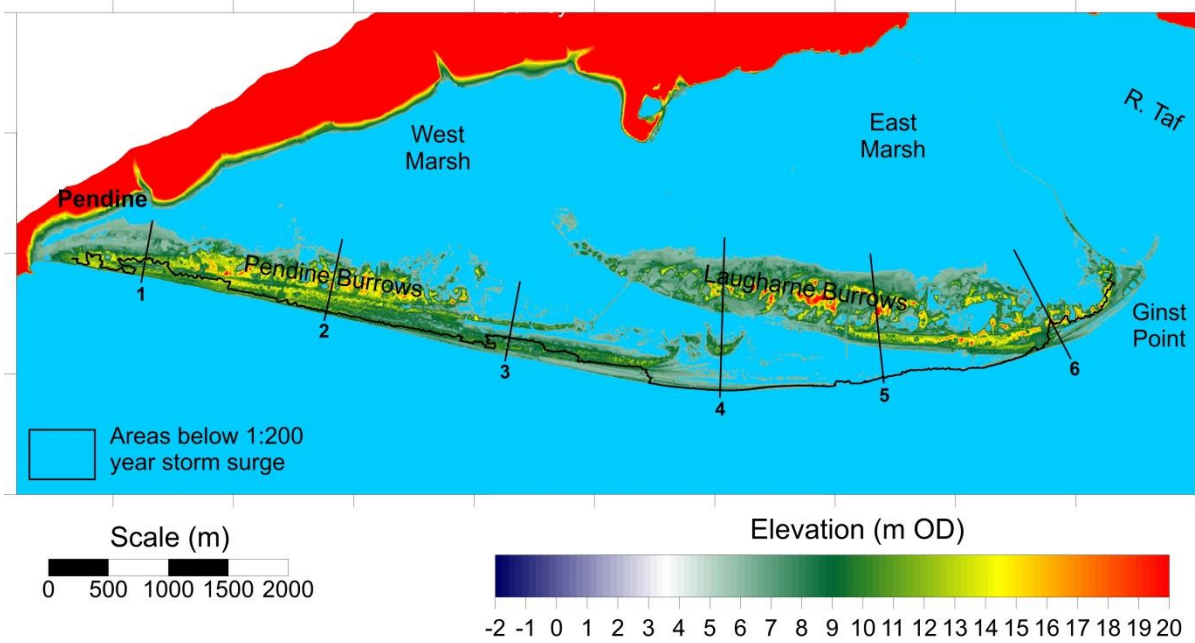 R. Taf
West
Marsh
East
Marsh
Pendine
Pendine Burrows
Laugharne Burrows
Ginst
Point
1
2
3
4
5
6
Areas below 1:200
year storm surge
Scale (m)
0 500 1000 1500 2000
Elevation (m OD)
-2 -1 0 1 2 3 4 5 6 7 8 9 10 11 12 13 14 15 16 17 18 19 20